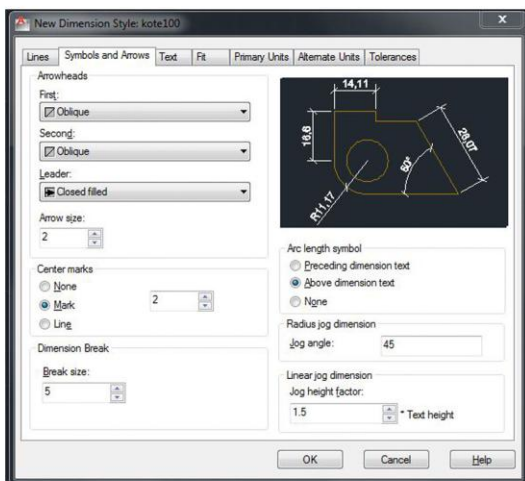 New Dimension Style: kote100
Lines Symbols and Arrows Text Fit Primary Units Alternate Units Tolerances
Arrowheads
First:
Oblique
Second:
Oblique
Leader:
Closed filled
Arrow size:
2
Center marks
None
Mark
2
Line
Dimension Break
Break size:
5
14,11
16,6
28,07
60°
R11,17
Arc length symbol
Preceding dimension text
Above dimension text
None
Radius jog dimension
Jog angle: 45
Linear jog dimension
Jog height factor:
1.5 * Text height
OK Cancel Help